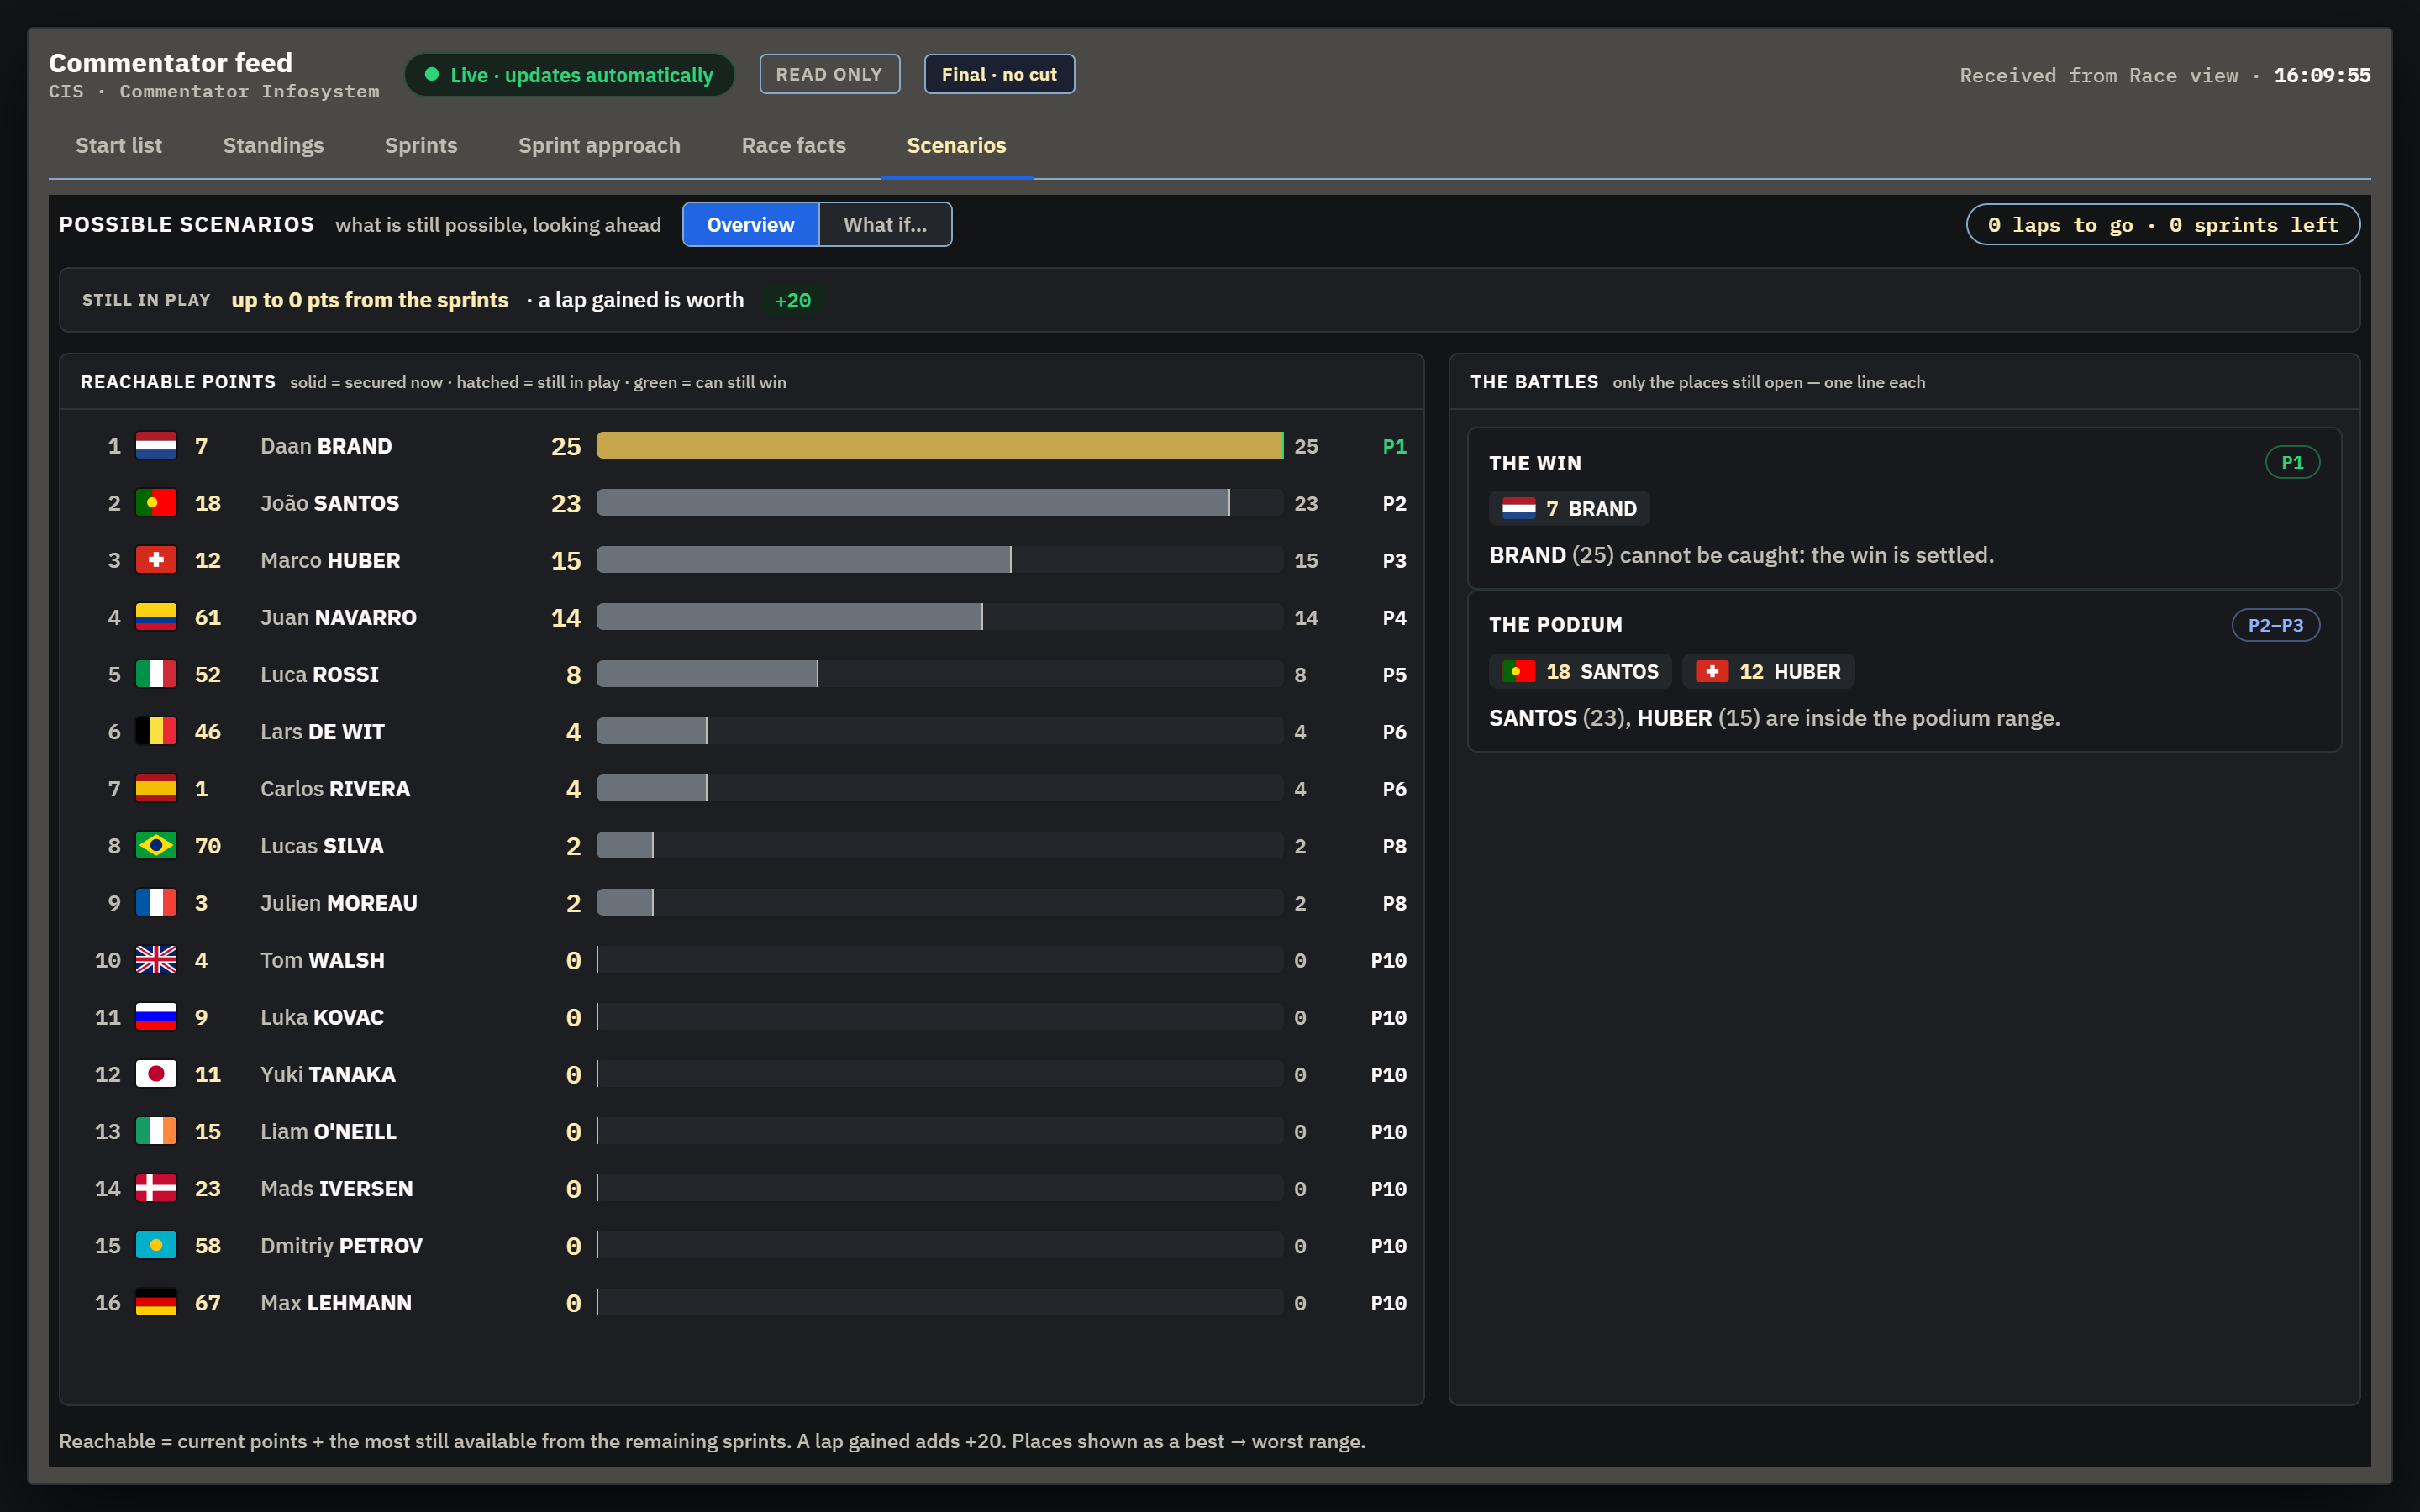 Commentator feed
CIS · Commentator Infosystem
Live · updates automatically
READ ONLY
Final · no cut
Received from Race view · 16:09:55
Start list Standings Sprints Sprint approach Race facts Scenarios
POSSIBLE SCENARIOS what is still possible, looking ahead Overview What if... 0 laps to go · 0 sprints left
STILL IN PLAY up to 0 pts from the sprints · a lap gained is worth +20
REACHABLE POINTS solid = secured now · hatched = still in play · green = can still win
1 7 Daan BRAND 25 25 P1
2 18 João SANTOS 23 23 P2
3 12 Marco HUBER 15 15 P3
4 61 Juan NAVARRO 14 14 P4
5 52 Luca ROSSI 8 8 P5
6 46 Lars DE WIT 4 4 P6
7 1 Carlos RIVERA 4 4 P6
8 70 Lucas SILVA 2 2 P8
9 3 Julien MOREAU 2 2 P8
10 4 Tom WALSH 0 0 P10
11 9 Luka KOVAC 0 0 P10
12 11 Yuki TANAKA 0 0 P10
13 15 Liam O'NEILL 0 0 P10
14 23 Mads IVERSEN 0 0 P10
15 58 Dmitriy PETROV 0 0 P10
16 67 Max LEHMANN 0 0 P10
THE BATTLES only the places still open — one line each
THE WIN P1
7 BRAND
BRAND (25) cannot be caught: the win is settled.
THE PODIUM P2–P3
18 SANTOS 12 HUBER
SANTOS (23), HUBER (15) are inside the podium range.
Reachable = current points + the most still available from the remaining sprints. A lap gained adds +20. Places shown as a best → worst range.